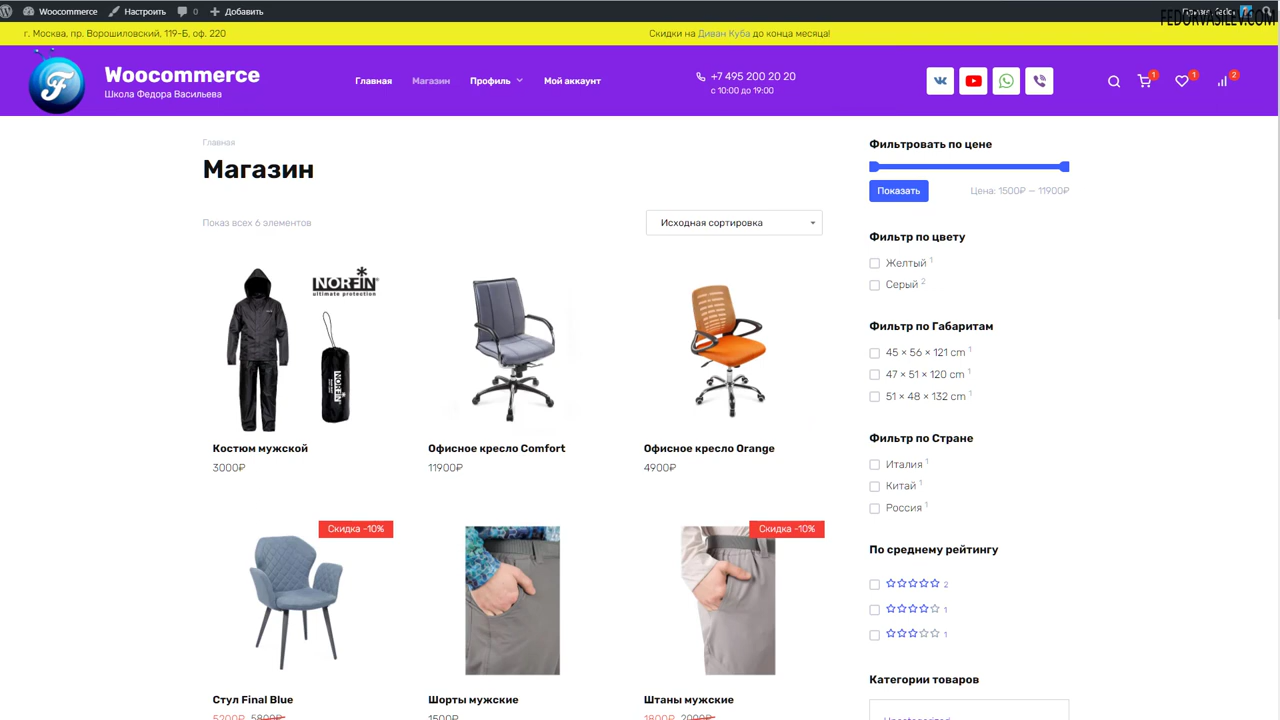 Woocommerce
Настроить
0
Добавить
FEDORVASILEV.COM
г. Москва, пр. Ворошиловский, 119-Б, оф. 220
Скидки на Диван Куба до конца месяца!
Woocommerce
Школа Федора Васильева
Главная
Магазин
Профиль
Мой аккаунт
+7 495 200 20 20
с 10:00 до 19:00
1
1
2
Главная
Магазин
Показ всех 6 элементов
Исходная сортировка
NORFIN
ultimate protection
NORFIN
Костюм мужской
3000₽
Офисное кресло Comfort
11900₽
Офисное кресло Orange
4900₽
Скидка -10%
Скидка -10%
Стул Final Blue
5200₽ 5800₽
Шорты мужские
1500₽
Штаны мужские
1800₽ 2000₽
Фильтровать по цене
Показать
Цена: 1500₽ — 11900₽
Фильтр по цвету
Желтый 1
Серый 2
Фильтр по Габаритам
45 × 56 × 121 cm 1
47 × 51 × 120 cm 1
51 × 48 × 132 cm 1
Фильтр по Стране
Италия 1
Китай 1
Россия 1
По среднему рейтингу
2
1
1
Категории товаров
Uncategorized